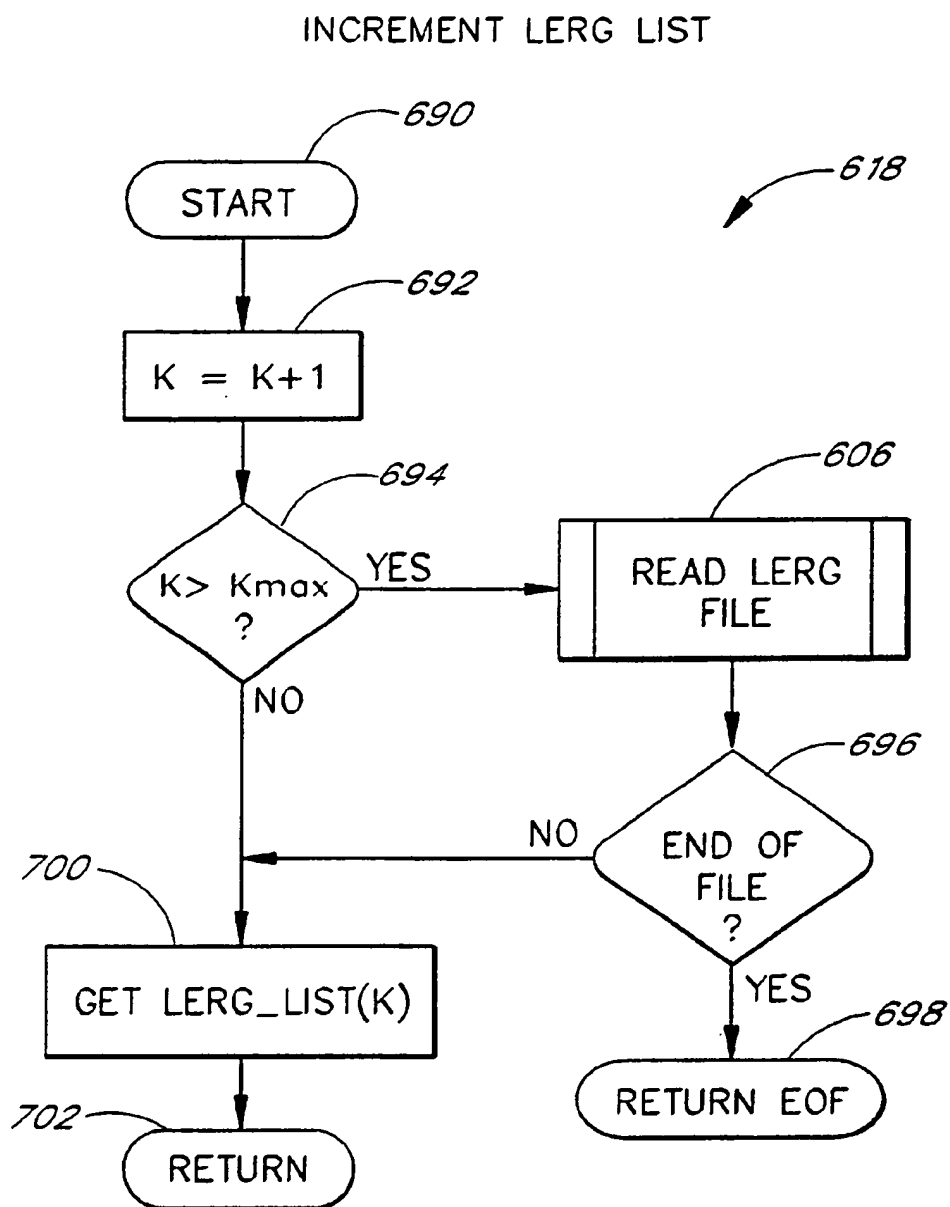 INCREMENT LERG LIST
690
START
618
692
K = K+1
694
606
K> Kmax
?
YES
READ LERG
FILE
NO
696
NO
END OF
FILE
?
700
GET LERG_LIST(K)
YES
698
RETURN EOF
702
RETURN